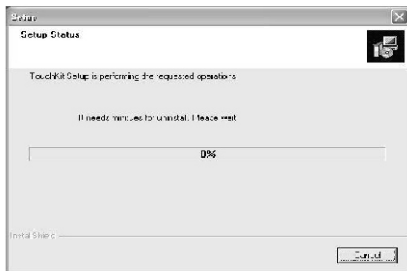 Setup
Setup Status
TouchKit Setup is performing the requested operations
It needs minutes for uninstall. Please wait
0%
InstallShield
Cancel